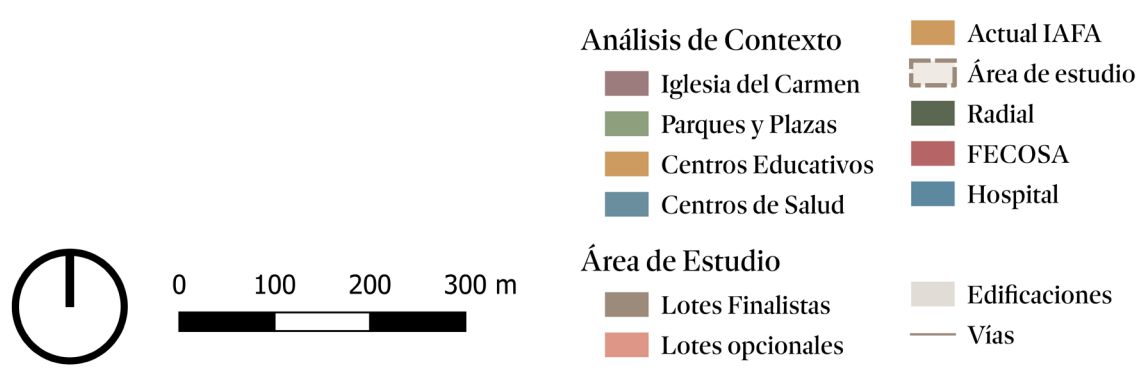 Análisis de Contexto
Iglesia del Carmen
Parques y Plazas
Centros Educativos
Centros de Salud
Actual IAFA
Área de estudio
Radial
FECOSA
Hospital
Área de Estudio
Lotes Finalistas
Lotes opcionales
Edificaciones
Vías
0 100 200 300 m